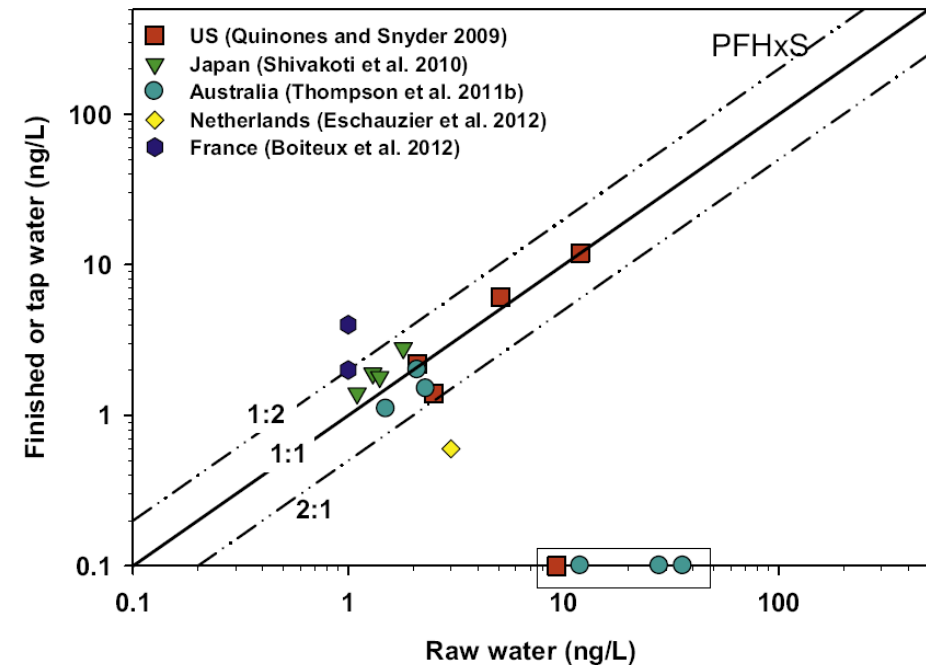 PFHxS
US (Quinones and Snyder 2009)
Japan (Shivakoti et al. 2010)
Australia (Thompson et al. 2011b)
Netherlands (Eschauzier et al. 2012)
France (Boiteux et al. 2012)
Finished or tap water (ng/L)
100
10
1
0.1
1:2
1:1
2:1
0.1
1
10
100
Raw water (ng/L)